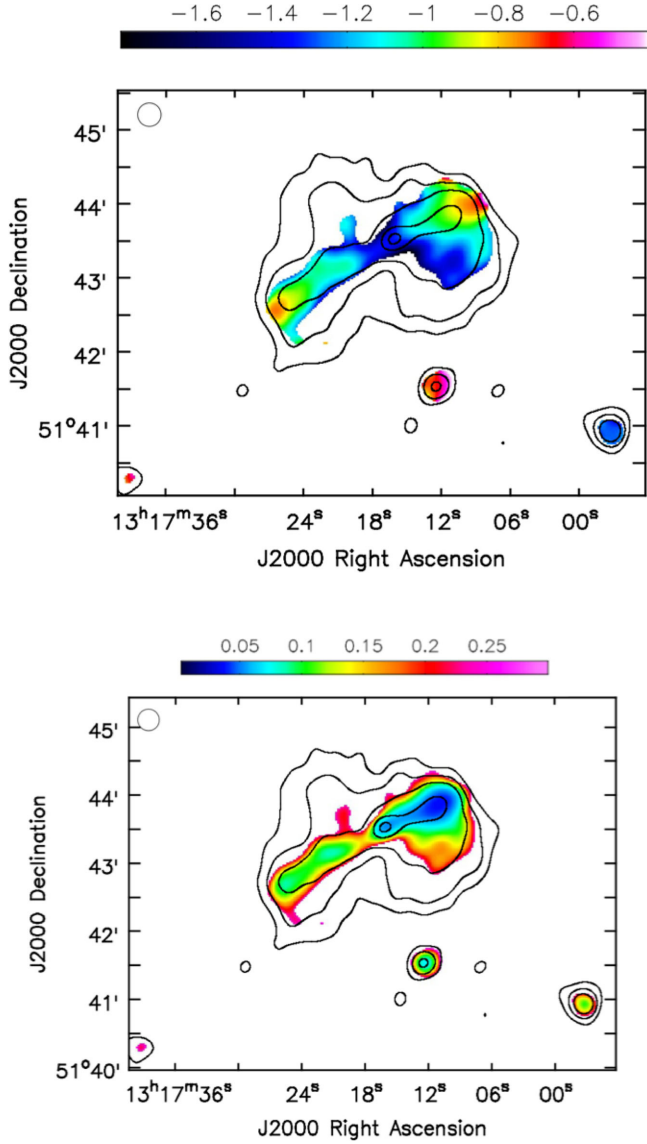 −1.6 −1.2 −1 −0.8 −0.6
45'
44'
43'
42'
51°41'
J2000 Declination
13ʰ17ᵐ36ˢ 24ˢ 18ˢ 12ˢ 06ˢ 00ˢ
J2000 Right Ascension
0.05 0.1 0.15 0.2 0.25
45'
44'
43'
42'
41'
51°40'
J2000 Declination
13ʰ17ᵐ36ˢ 24ˢ 18ˢ 12ˢ 06ˢ 00ˢ
J2000 Right Ascension